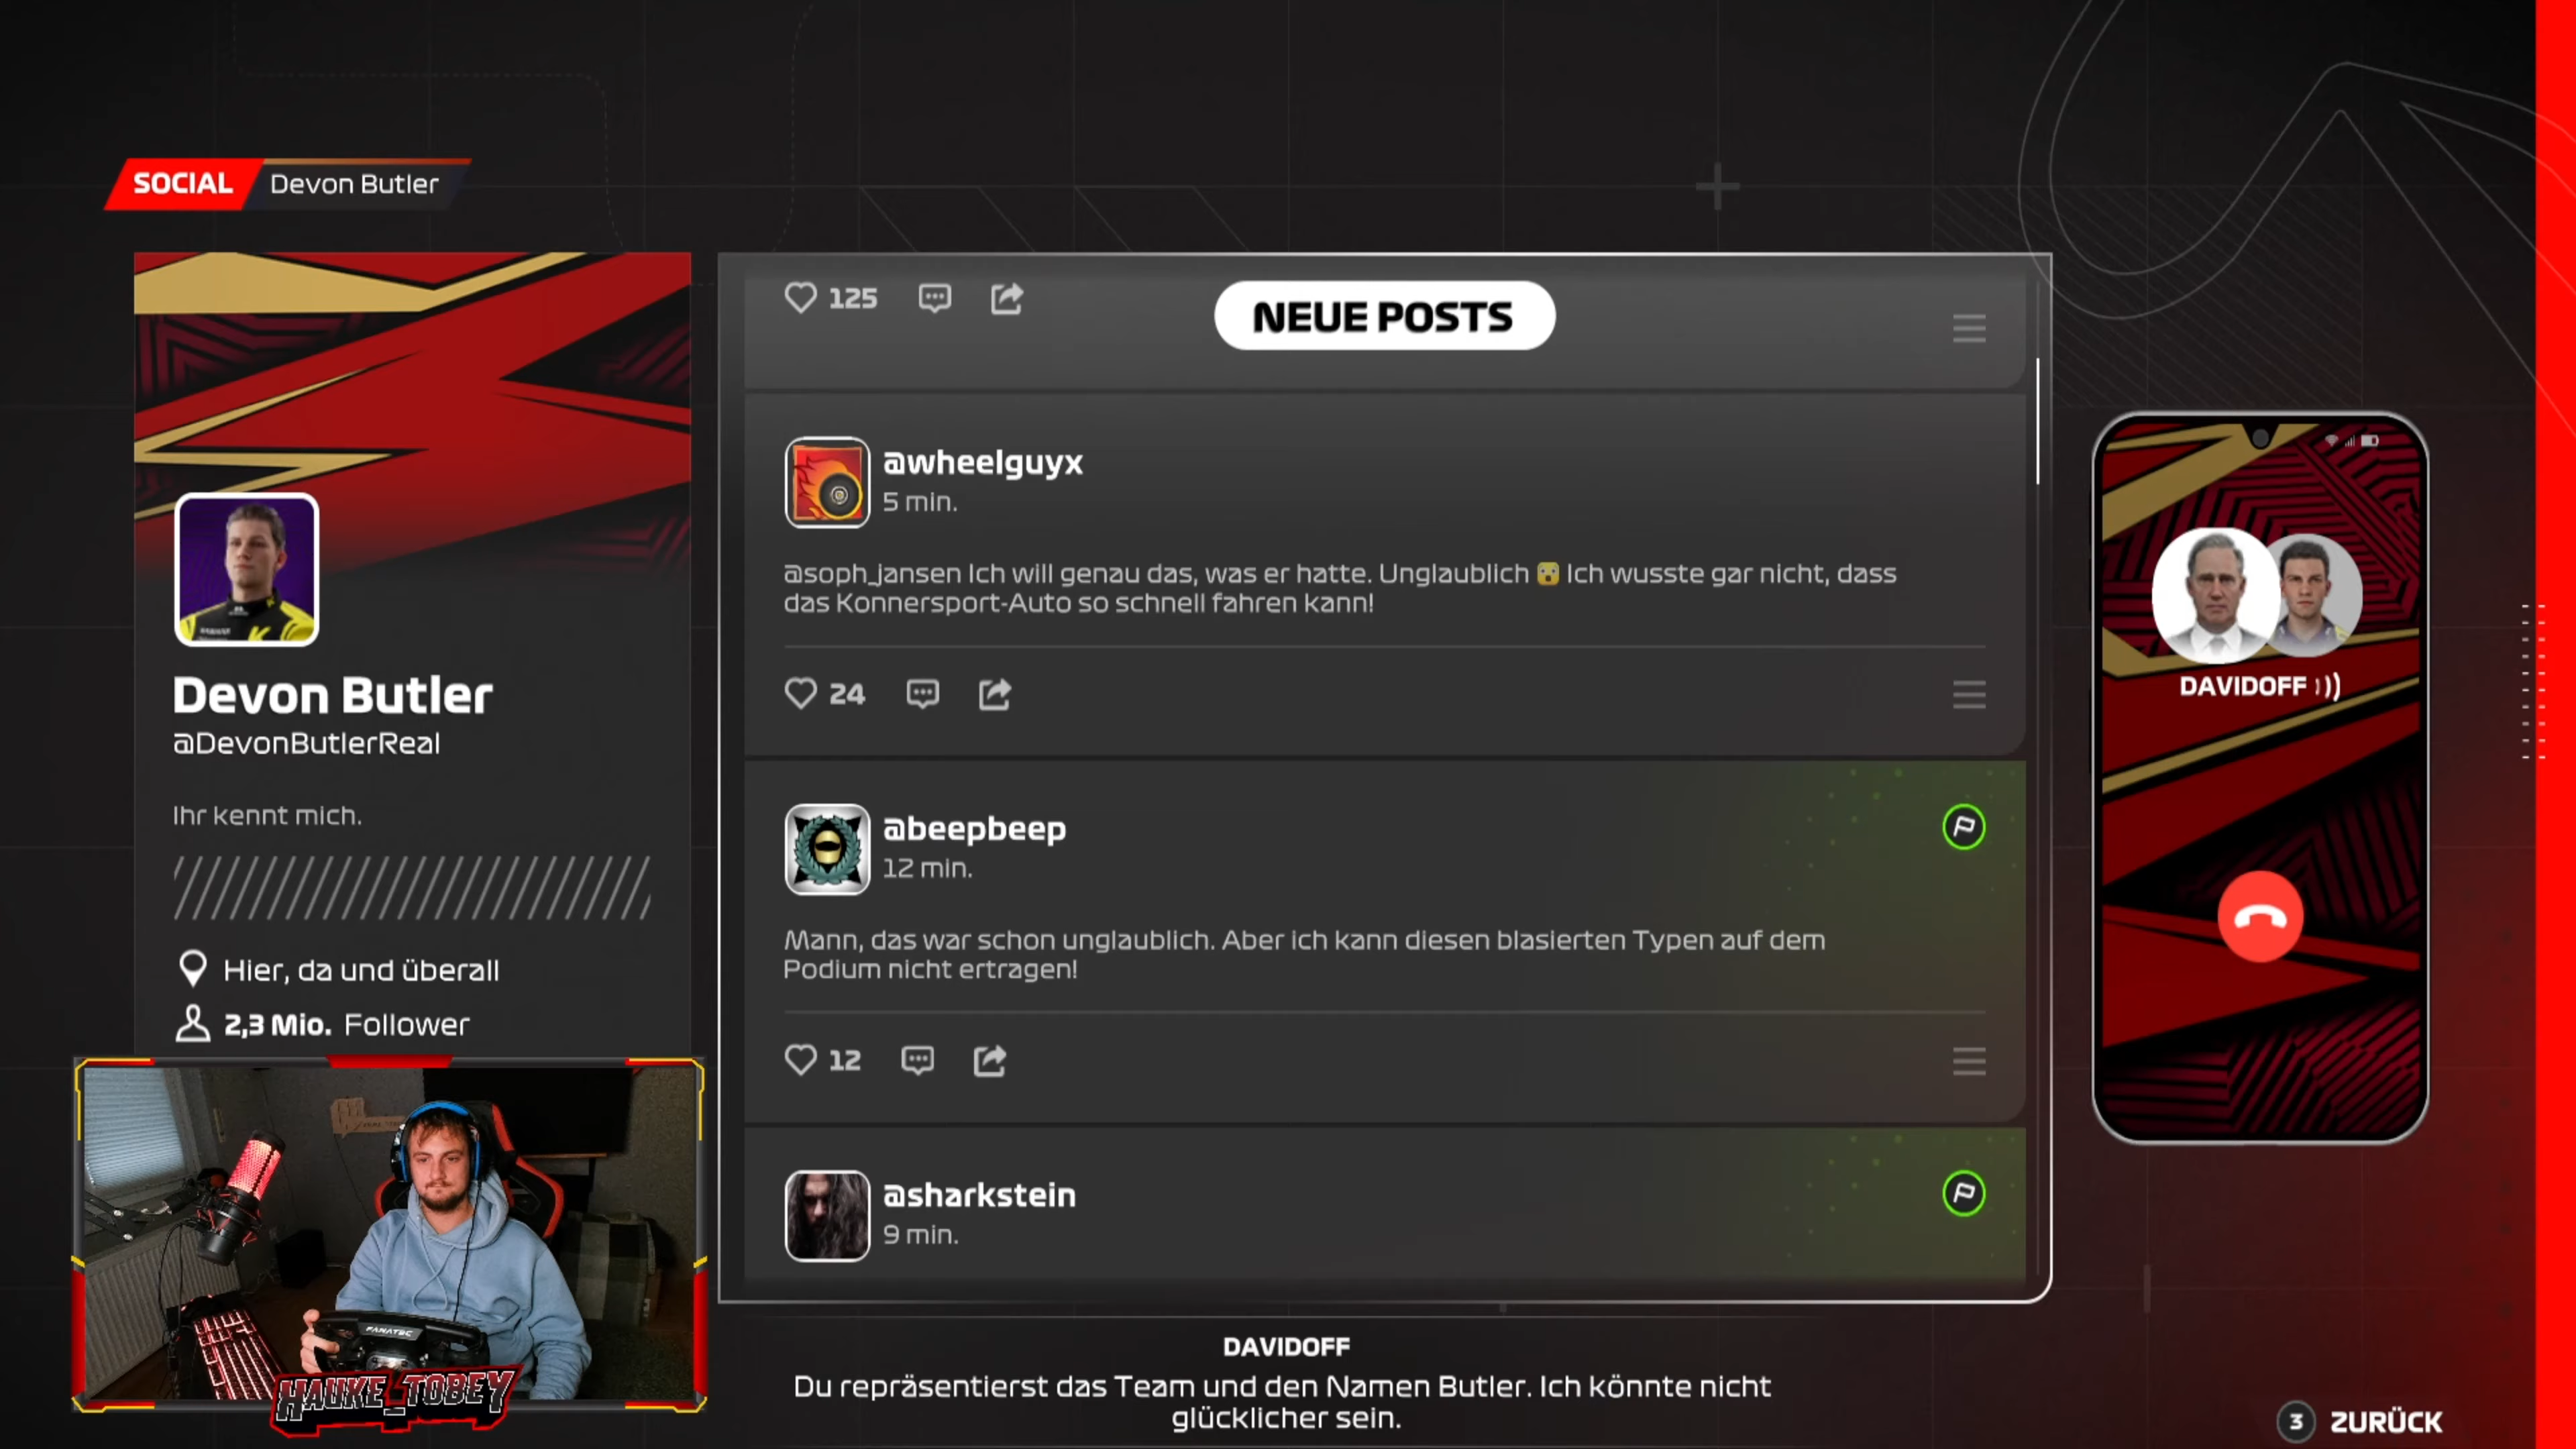 SOCIAL Devon Butler
125
NEUE POSTS
@wheelguyx
5 min.
@soph_jansen Ich will genau das, was er hatte. Unglaublich 😮 Ich wusste gar nicht, dass
das Konnersport-Auto so schnell fahren kann!
24
@beepbeep
12 min.
Mann, das war schon unglaublich. Aber ich kann diesen blasierten Typen auf dem
Podium nicht ertragen!
12
@sharkstein
9 min.
Devon Butler
@DevonButlerReal
Ihr kennt mich.
Hier, da und überall
2,3 Mio. Follower
DAVIDOFF
FANATEC
HAUKE_TOBEY
DAVIDOFF
Du repräsentierst das Team und den Namen Butler. Ich könnte nicht
glücklicher sein.
3 ZURÜCK